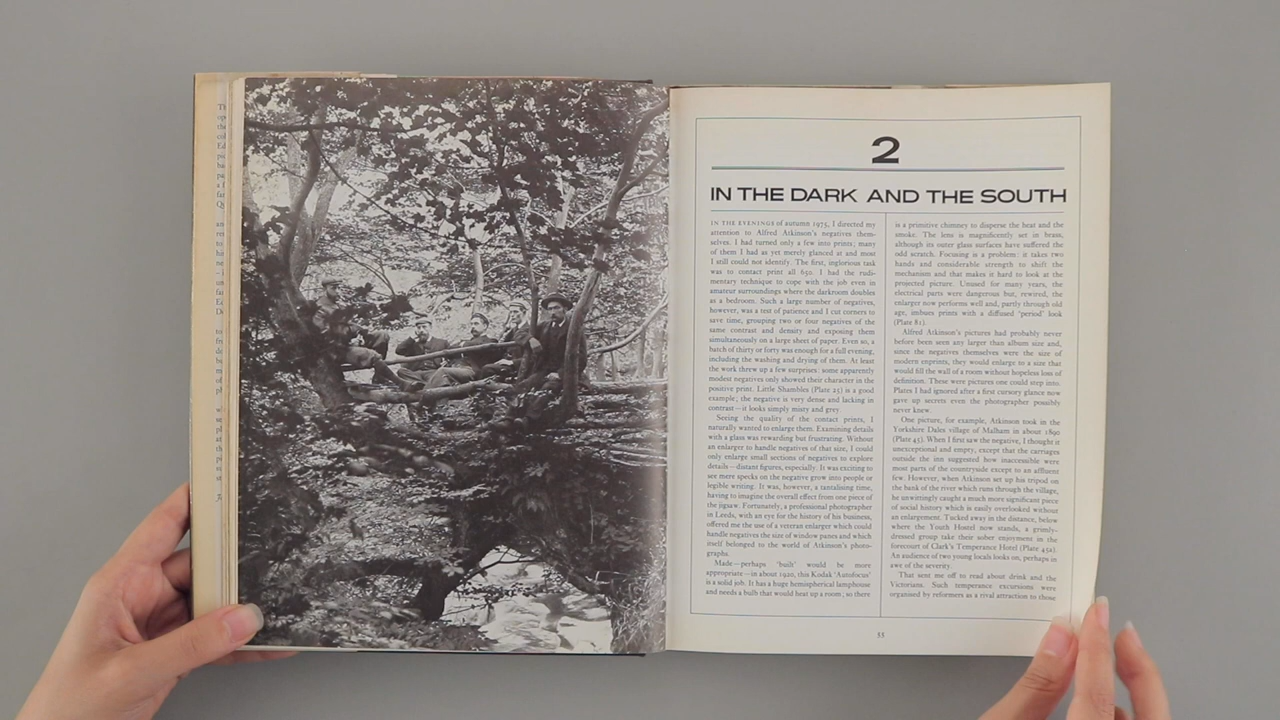 2
IN THE DARK AND THE SOUTH
IN THE EVENINGS of autumn 1975, I directed my
attention to Alfred Atkinson's negatives them-
selves. I had turned only a few into prints; many
of them I had as yet merely glanced at and most
I still could not identify. The first, inglorious task
was to contact print all 650. I had the rudi-
mentary technique to cope with the job even in
amateur surroundings where the darkroom doubles
as a bedroom. Such a large number of negatives,
however, was a test of patience and I cut corners to
save time, grouping two or four negatives of the
same contrast and density and exposing them
simultaneously on a large sheet of paper. Even so, a
batch of thirty or forty was enough for a full evening,
including the washing and drying of them. At least
the work threw up a few surprises: some apparently
modest negatives only showed their character in the
positive print. Little Shambles (Plate 25) is a good
example; the negative is very dense and lacking in
contrast—it looks simply misty and grey.
Seeing the quality of the contact prints, I
naturally wanted to enlarge them. Examining details
with a glass was rewarding but frustrating. Without
an enlarger to handle negatives of that size, I could
only enlarge small sections of negatives to explore
details—distant figures, especially. It was exciting to
see mere specks on the negative grow into people or
legible writing. It was, however, a tantalising time,
having to imagine the overall effect from one piece of
the jigsaw. Fortunately, a professional photographer
in Leeds, with an eye for the history of his business,
offered me the use of a veteran enlarger which could
handle negatives the size of window panes and which
itself belonged to the world of Atkinson's photo-
graphs.
Made—perhaps 'built' would be more
appropriate—in about 1920, this Kodak 'Autofocus'
is a solid job. It has a huge hemispherical lamphouse
and needs a bulb that would heat up a room; so there
is a primitive chimney to disperse the heat and the
smoke. The lens is magnificently set in brass,
although its outer glass surfaces have suffered the
odd scratch. Focusing is a problem: it takes two
hands and considerable strength to shift the
mechanism and that makes it hard to look at the
projected picture. Unused for many years, the
electrical parts were dangerous but, rewired, the
enlarger now performs well and, partly through old
age, imbues prints with a diffused 'period' look
(Plate 81).
Alfred Atkinson's pictures had probably never
before been seen any larger than album size and,
since the negatives themselves were the size of
modern enprints, they would enlarge to a size that
would fill the wall of a room without hopeless loss of
definition. These were pictures one could step into.
Plates I had ignored after a first cursory glance now
gave up secrets even the photographer possibly
never knew.
One picture, for example, Atkinson took in the
Yorkshire Dales village of Malham in about 1890
(Plate 45). When I first saw the negative, I thought it
unexceptional and empty, except that the carriages
outside the inn suggested how inaccessible were
most parts of the countryside except to an affluent
few. However, when Atkinson set up his tripod on
the bank of the river which runs through the village,
he unwittingly caught a much more significant piece
of social history which is easily overlooked without
an enlargement. Tucked away in the distance, below
where the Youth Hostel now stands, a grimly-
dressed group take their sober enjoyment in the
forecourt of Clark's Temperance Hotel (Plate 45a).
An audience of two young locals looks on, perhaps in
awe of the severity.
That sent me off to read about drink and the
Victorians. Such temperance excursions were
organised by reformers as a rival attraction to those
55